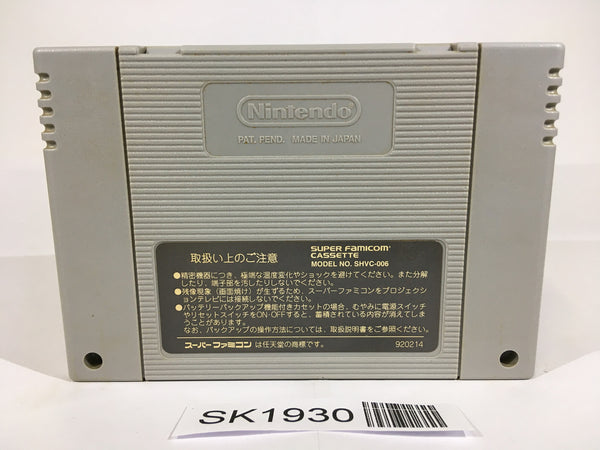 Nintendo
PAT. PEND. MADE IN JAPAN
取扱い上のご注意
SUPER FAMICOM
CASSETTE
MODEL NO. SHVC-006
●精密機器につき、極端な温度変化やショックを避けてください。また分解
したり、端子部を汚したりしないでください。
●残像現象(画面焼け)が生ずるため、スーパーファミコンをプロジェクシ
ョンテレビには接続しないでください。
●バッテリーバックアップ機能付きカセットの場合、むやみに電源スイッチ
やリセットスイッチをON・OFFすると、蓄積されている内容が消えてしま
うことがあります。
なお、バックアップの操作方法については、取扱説明書をご参照ください。
スーパーファミコン は任天堂の商標です。
920214
SK1930